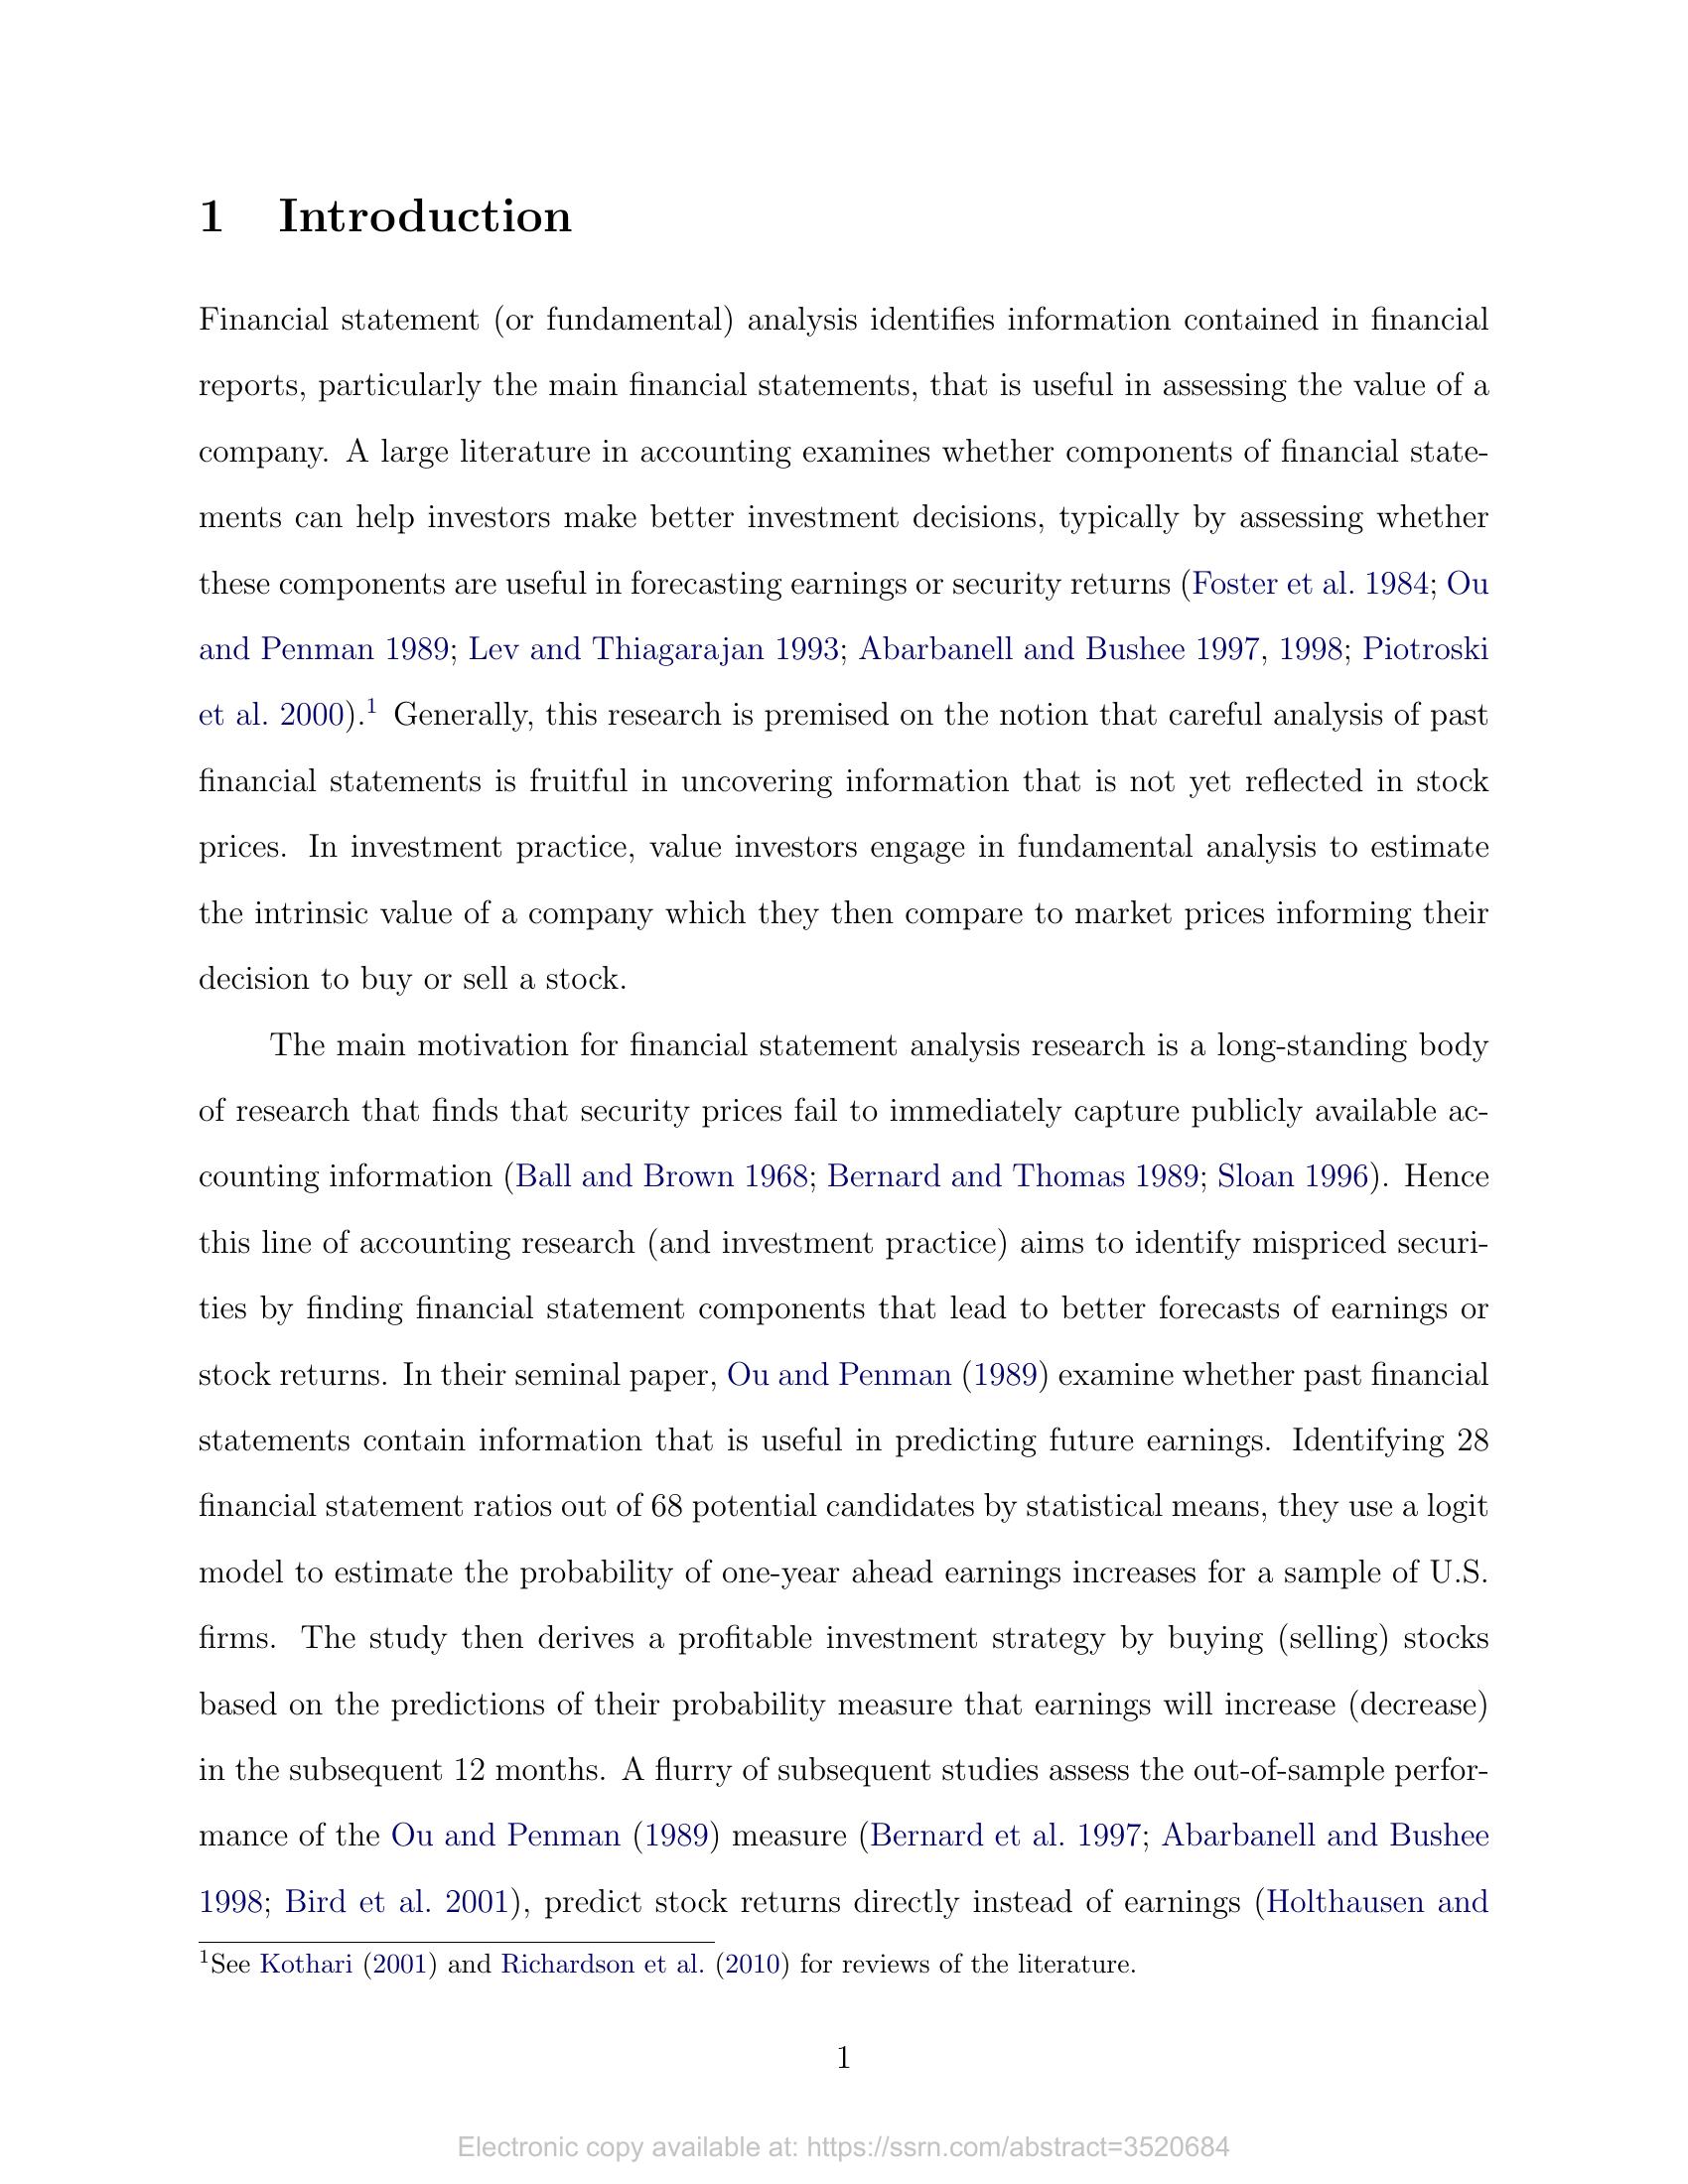 1 Introduction
Financial statement (or fundamental) analysis identifies information contained in financial
reports, particularly the main financial statements, that is useful in assessing the value of a
company. A large literature in accounting examines whether components of financial state-
ments can help investors make better investment decisions, typically by assessing whether
these components are useful in forecasting earnings or security returns (Foster et al. 1984; Ou
and Penman 1989; Lev and Thiagarajan 1993; Abarbanell and Bushee 1997, 1998; Piotroski
et al. 2000).1 Generally, this research is premised on the notion that careful analysis of past
financial statements is fruitful in uncovering information that is not yet reflected in stock
prices. In investment practice, value investors engage in fundamental analysis to estimate
the intrinsic value of a company which they then compare to market prices informing their
decision to buy or sell a stock.
The main motivation for financial statement analysis research is a long-standing body
of research that finds that security prices fail to immediately capture publicly available ac-
counting information (Ball and Brown 1968; Bernard and Thomas 1989; Sloan 1996). Hence
this line of accounting research (and investment practice) aims to identify mispriced securi-
ties by finding financial statement components that lead to better forecasts of earnings or
stock returns. In their seminal paper, Ou and Penman (1989) examine whether past financial
statements contain information that is useful in predicting future earnings. Identifying 28
financial statement ratios out of 68 potential candidates by statistical means, they use a logit
model to estimate the probability of one-year ahead earnings increases for a sample of U.S.
firms. The study then derives a profitable investment strategy by buying (selling) stocks
based on the predictions of their probability measure that earnings will increase (decrease)
in the subsequent 12 months. A flurry of subsequent studies assess the out-of-sample perfor-
mance of the Ou and Penman (1989) measure (Bernard et al. 1997; Abarbanell and Bushee
1998; Bird et al. 2001), predict stock returns directly instead of earnings (Holthausen and
1See Kothari (2001) and Richardson et al. (2010) for reviews of the literature.
1
Electronic copy available at: https://ssrn.com/abstract=3520684